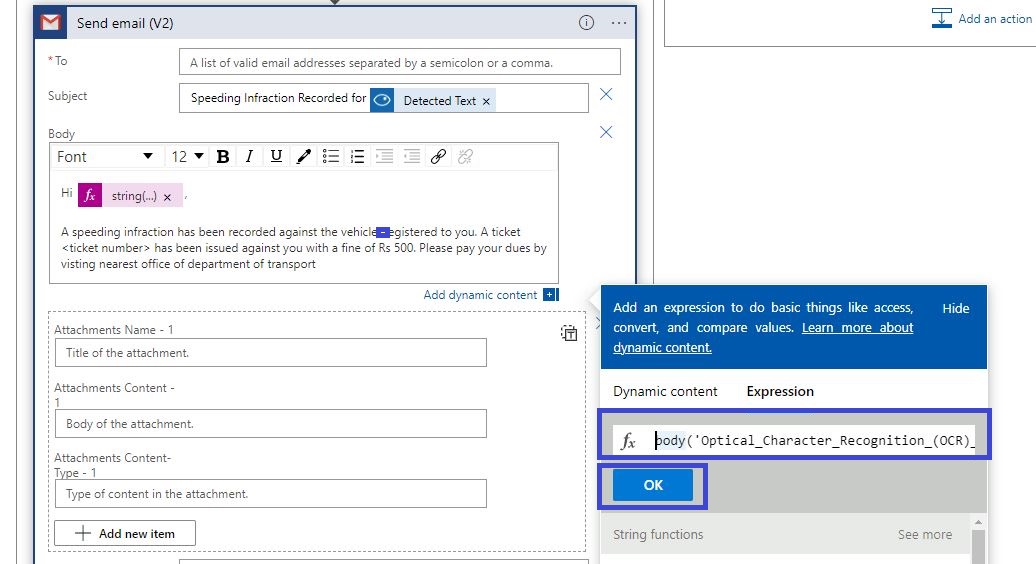 Send email (V2)
Add an action
* To
A list of valid email addresses separated by a semicolon or a comma.
Subject
Speeding Infraction Recorded for Detected Text ×
Body
Font 12 B I U
Hi fx string(...) × ,
A speeding infraction has been recorded against the vehicle - egistered to you. A ticket
<ticket number> has been issued against you with a fine of Rs 500. Please pay your dues by
visting nearest office of department of transport
Add dynamic content +
Add an expression to do basic things like access,
convert, and compare values. Learn more about
dynamic content.
Hide
Attachments Name - 1
Title of the attachment.
Attachments Content -
1
Body of the attachment.
Attachments Content-
Type - 1
Type of content in the attachment.
Add new item
Dynamic content Expression
fx body('Optical_Character_Recognition_(OCR)_
OK
String functions See more